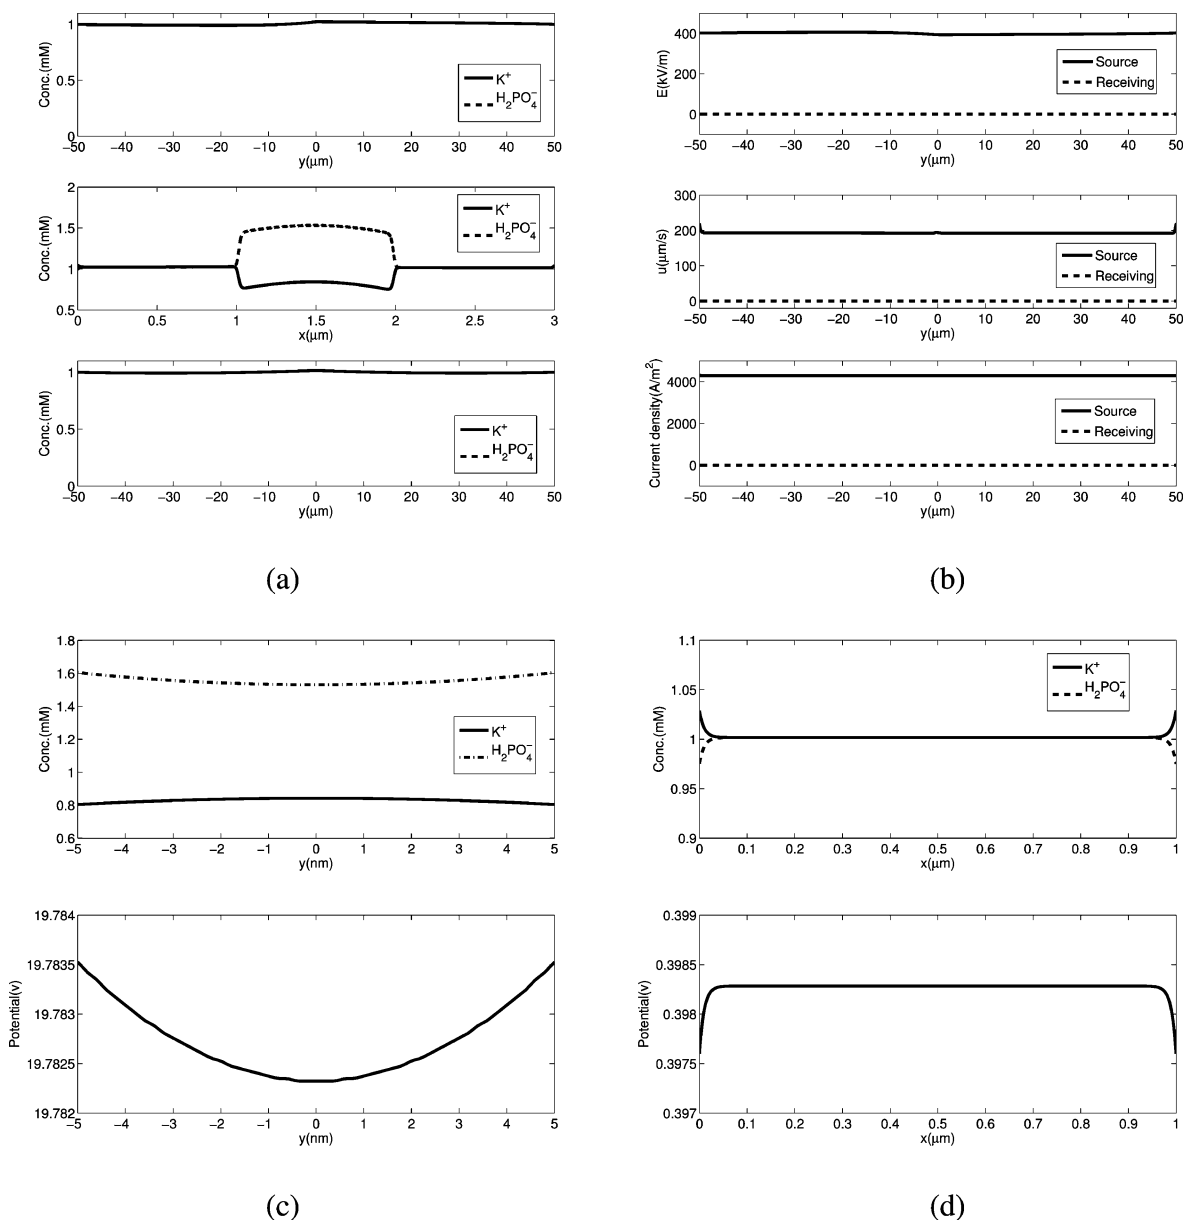 1
0.5
0
Conc.(mM)
K+
H2PO4−
−50 −40 −30 −20 −10 0 10 20 30 40 50
y(μm)
2
1.5
1
0.5
Conc.(mM)
K+
H2PO4−
0 0.5 1 1.5 2 2.5 3
x(μm)
1
0.5
0
Conc.(mM)
K+
H2PO4−
−50 −40 −30 −20 −10 0 10 20 30 40 50
y(μm)
(a)
400
200
0
E(kV/m)
Source
Receiving
−50 −40 −30 −20 −10 0 10 20 30 40 50
y(μm)
300
200
100
0
u(μm/s)
Source
Receiving
−50 −40 −30 −20 −10 0 10 20 30 40 50
y(μm)
4000
2000
0
Current density(A/m2)
Source
Receiving
−50 −40 −30 −20 −10 0 10 20 30 40 50
y(μm)
(b)
1.8
1.6
1.4
1.2
1
0.8
0.6
Conc.(mM)
K+
H2PO4−
−5 −4 −3 −2 −1 0 1 2 3 4 5
y(nm)
19.784
19.7835
19.783
19.7825
19.782
Potential(v)
−5 −4 −3 −2 −1 0 1 2 3 4 5
y(nm)
(c)
1.1
1.05
1
0.95
0.9
Conc.(mM)
K+
H2PO4−
0 0.1 0.2 0.3 0.4 0.5 0.6 0.7 0.8 0.9 1
x(μm)
0.399
0.3985
0.398
0.3975
0.397
Potential(v)
0 0.1 0.2 0.3 0.4 0.5 0.6 0.7 0.8 0.9 1
x(μm)
(d)